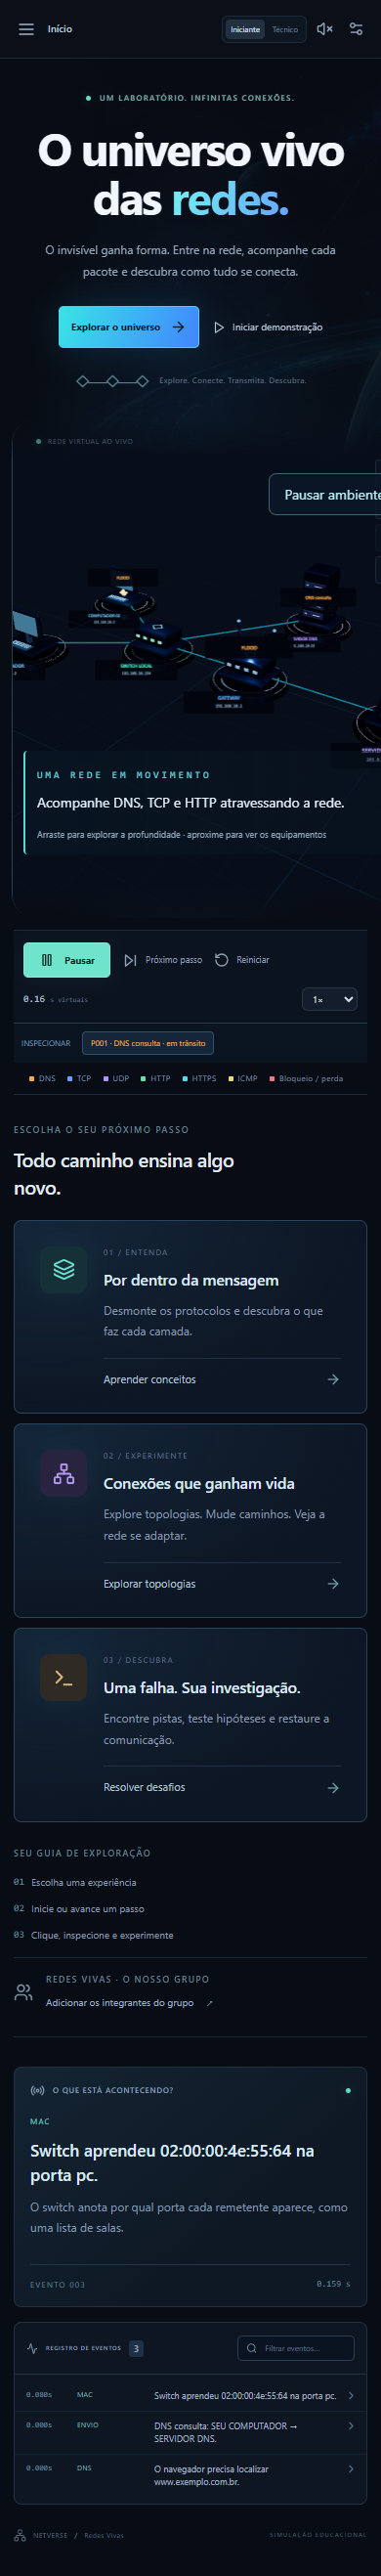 Início
Iniciante Técnico
UM LABORATÓRIO. INFINITAS CONEXÕES.
O universo vivo
das redes.
O invisível ganha forma. Entre na rede, acompanhe cada
pacote e descubra como tudo se conecta.
Explorar o universo
Iniciar demonstração
Explore. Conecte. Transmita. Descubra.
REDE VIRTUAL AO VIVO
Pausar ambiente
SWITCH LOCAL
GATEWAY
UMA REDE EM MOVIMENTO
Acompanhe DNS, TCP e HTTP atravessando a rede.
Arraste para explorar a profundidade · aproxime para ver os equipamentos
Pausar
Próximo passo
Reiniciar
0.16 s virtuais
1×
INSPECIONAR
P001 · DNS consulta · em trânsito
DNS TCP UDP HTTP HTTPS ICMP Bloqueio / perda
ESCOLHA O SEU PRÓXIMO PASSO
Todo caminho ensina algo
novo.
01 / ENTENDA
Por dentro da mensagem
Desmonte os protocolos e descubra o que
faz cada camada.
Aprender conceitos
02 / EXPERIMENTE
Conexões que ganham vida
Explore topologias. Mude caminhos. Veja a
rede se adaptar.
Explorar topologias
03 / DESCUBRA
Uma falha. Sua investigação.
Encontre pistas, teste hipóteses e restaure a
comunicação.
Resolver desafios
SEU GUIA DE EXPLORAÇÃO
01 Escolha uma experiência
02 Inicie ou avance um passo
03 Clique, inspecione e experimente
REDES VIVAS · O NOSSO GRUPO
Adicionar os integrantes do grupo ↗
O QUE ESTÁ ACONTECENDO?
MAC
Switch aprendeu 02:00:00:4e:55:64 na
porta pc.
O switch anota por qual porta cada remetente aparece, como
uma lista de salas.
EVENTO 003
0.159 s
REGISTRO DE EVENTOS 3
Filtrar eventos...
0.080s MAC Switch aprendeu 02:00:00:4e:55:64 na porta pc.
0.000s ENVIO DNS consulta: SEU COMPUTADOR →
SERVIDOR DNS.
0.000s DNS O navegador precisa localizar
www.exemplo.com.br.
NETVERSE / Redes Vivas
SIMULAÇÃO EDUCACIONAL